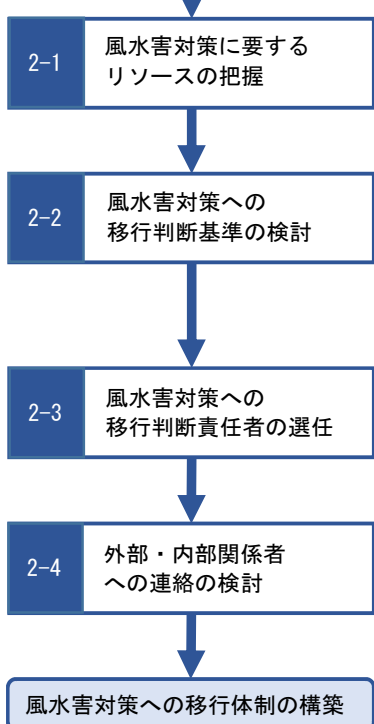 2-1
風水害対策に要する
リソースの把握
2-2
風水害対策への
移行判断基準の検討
2-3
風水害対策への
移行判断責任者の選任
2-4
外部・内部関係者
への連絡の検討
風水害対策への移行体制の構築